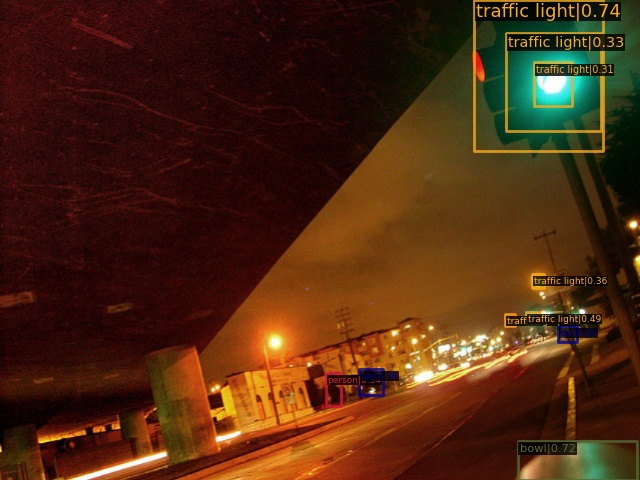 traffic light|0.74
traffic light|0.33
traffic light|0.31
traffic light|0.36
traffic light|0.49
person|
bowl|0.72